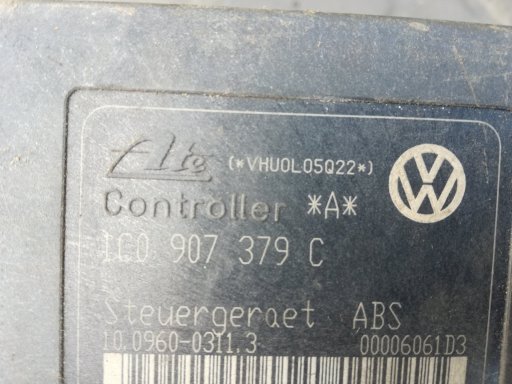 Ate (*VHU0L05Q22*)
Controller *A*
1C0 907 379 C
Steuergeraet ABS
10.0960-0311.3 00006061D3